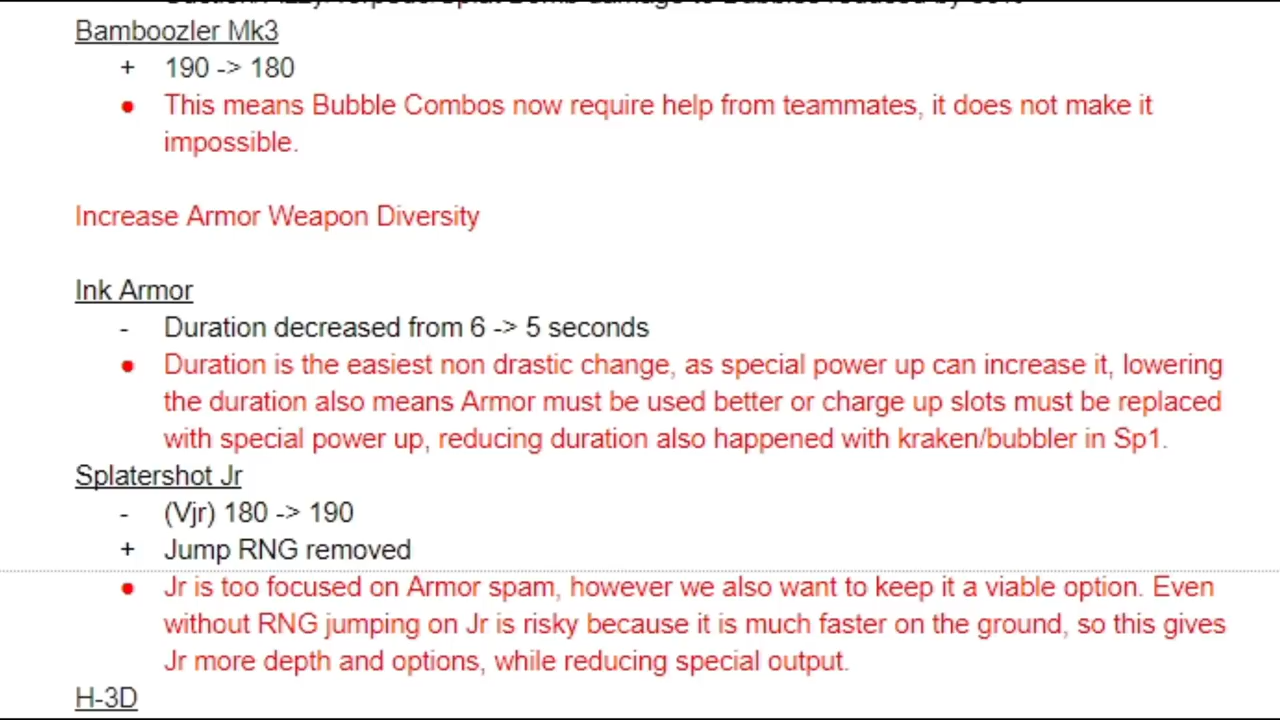 Bamboozler Mk3
+ 190 -> 180
● This means Bubble Combos now require help from teammates, it does not make it
impossible.
Increase Armor Weapon Diversity
Ink Armor
- Duration decreased from 6 -> 5 seconds
● Duration is the easiest non drastic change, as special power up can increase it, lowering
the duration also means Armor must be used better or charge up slots must be replaced
with special power up, reducing duration also happened with kraken/bubbler in Sp1.
Splatershot Jr
- (Vjr) 180 -> 190
+ Jump RNG removed
● Jr is too focused on Armor spam, however we also want to keep it a viable option. Even
without RNG jumping on Jr is risky because it is much faster on the ground, so this gives
Jr more depth and options, while reducing special output.
H-3D